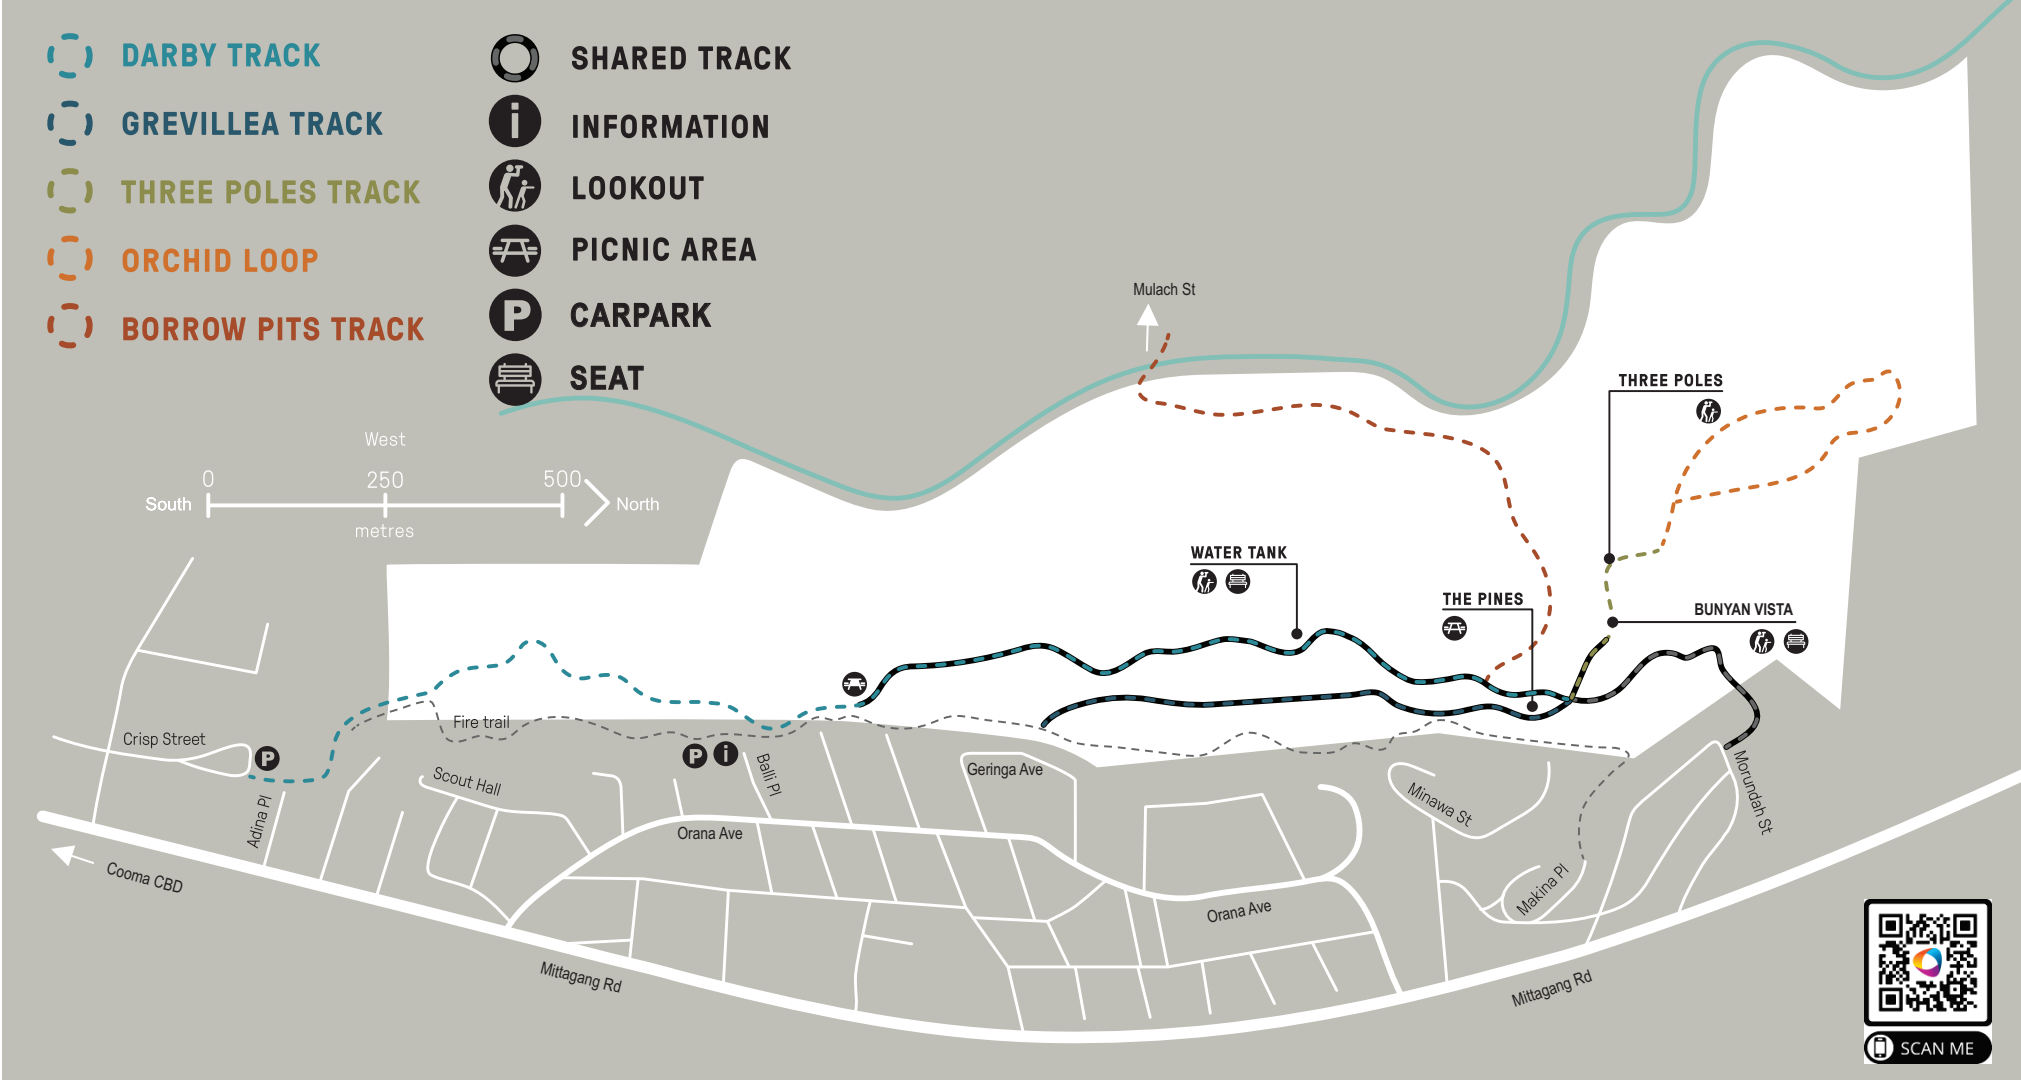 DARBY TRACK
GREVILLEA TRACK
THREE POLES TRACK
ORCHID LOOP
BORROW PITS TRACK
SHARED TRACK
i
INFORMATION
LOOKOUT
PICNIC AREA
P
CARPARK
SEAT
West
0
250
500
South
North
metres
Mulach St
THREE POLES
WATER TANK
THE PINES
BUNYAN VISTA
Fire trail
Crisp Street
P
P
i
Balli Pl
Scout Hall
Adina Pl
Geringa Ave
Minawa St
Morundah St
Orana Ave
Cooma CBD
Makina Pl
Orana Ave
Mittagang Rd
Mittagang Rd
SCAN ME